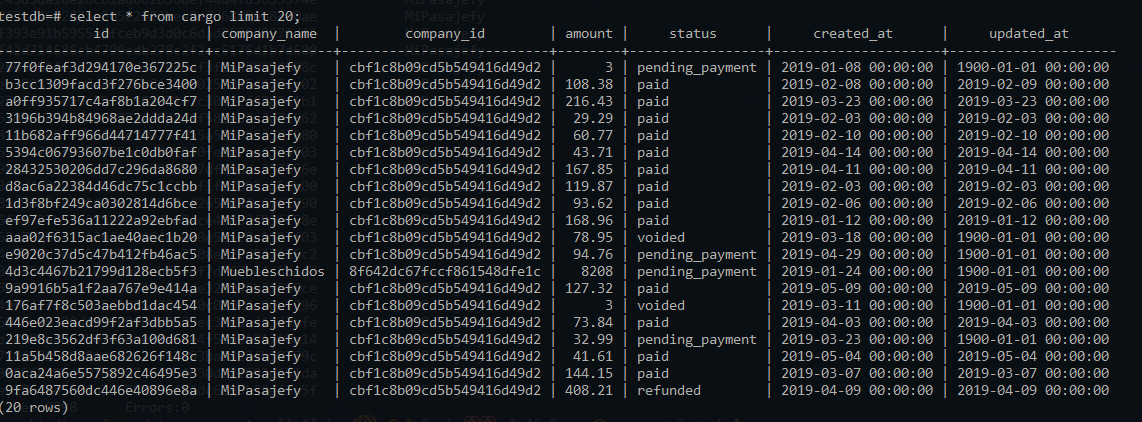 testdb=# select * from cargo limit 20;
id | company_name | company_id | amount | status | created_at | updated_at
77f0feaf3d294170e367225c | MiPasajefy | cbf1c8b09cd5b549416d49d2 | 3 | pending_payment | 2019-01-08 00:00:00 | 1900-01-01 00:00:00
b3cc1309facd3f276bce3400 | MiPasajefy | cbf1c8b09cd5b549416d49d2 | 108.38 | paid | 2019-02-08 00:00:00 | 2019-02-09 00:00:00
a0ff935717c4af8b1a204cf7 | MiPasajefy | cbf1c8b09cd5b549416d49d2 | 216.43 | paid | 2019-03-23 00:00:00 | 2019-03-23 00:00:00
3196b394b84968ae2ddda24d | MiPasajefy | cbf1c8b09cd5b549416d49d2 | 29.29 | paid | 2019-02-03 00:00:00 | 2019-02-03 00:00:00
11b682aff966d44714777f41 | MiPasajefy | cbf1c8b09cd5b549416d49d2 | 60.77 | paid | 2019-02-10 00:00:00 | 2019-02-10 00:00:00
5394c06793607be1c0db0faf | MiPasajefy | cbf1c8b09cd5b549416d49d2 | 43.71 | paid | 2019-04-14 00:00:00 | 2019-04-14 00:00:00
28432530206dd7c296da8680 | MiPasajefy | cbf1c8b09cd5b549416d49d2 | 167.85 | paid | 2019-04-11 00:00:00 | 2019-04-11 00:00:00
d8ac6a22384d46dc75c1ccbb | MiPasajefy | cbf1c8b09cd5b549416d49d2 | 119.87 | paid | 2019-02-03 00:00:00 | 2019-02-03 00:00:00
1d3f8bf249ca0302814d6bce | MiPasajefy | cbf1c8b09cd5b549416d49d2 | 93.62 | paid | 2019-02-06 00:00:00 | 2019-02-06 00:00:00
ef97efe536a11222a92ebfad | MiPasajefy | cbf1c8b09cd5b549416d49d2 | 168.96 | paid | 2019-01-12 00:00:00 | 2019-01-12 00:00:00
aaa02f6315ac1ae40aec1b20 | MiPasajefy | cbf1c8b09cd5b549416d49d2 | 78.95 | voided | 2019-03-18 00:00:00 | 1900-01-01 00:00:00
e9020c37d5c47b412fb46ac5 | MiPasajefy | cbf1c8b09cd5b549416d49d2 | 94.76 | pending_payment | 2019-04-29 00:00:00 | 1900-01-01 00:00:00
4d3c4467b21799d128ecb5f3 | Muebleschidos | 8f642dc67fccf861548dfe1c | 8208 | pending_payment | 2019-01-24 00:00:00 | 1900-01-01 00:00:00
9a9916b5a1f2aa767e9e414a | MiPasajefy | cbf1c8b09cd5b549416d49d2 | 127.32 | paid | 2019-05-09 00:00:00 | 2019-05-09 00:00:00
176af7f8c503aebbd1dac454 | MiPasajefy | cbf1c8b09cd5b549416d49d2 | 3 | voided | 2019-03-11 00:00:00 | 1900-01-01 00:00:00
446e023eacd99f2af3dbb5a5 | MiPasajefy | cbf1c8b09cd5b549416d49d2 | 73.84 | paid | 2019-04-03 00:00:00 | 2019-04-03 00:00:00
219e8c3562df3f63a100d681 | MiPasajefy | cbf1c8b09cd5b549416d49d2 | 32.99 | pending_payment | 2019-03-23 00:00:00 | 1900-01-01 00:00:00
11a5b458d8aae682626f148c | MiPasajefy | cbf1c8b09cd5b549416d49d2 | 41.61 | paid | 2019-05-04 00:00:00 | 2019-05-04 00:00:00
0aca24a6e5575892c46495e3 | MiPasajefy | cbf1c8b09cd5b549416d49d2 | 144.15 | paid | 2019-03-07 00:00:00 | 2019-03-07 00:00:00
9fa6487560dc446e40896e8a | MiPasajefy | cbf1c8b09cd5b549416d49d2 | 408.21 | refunded | 2019-04-09 00:00:00 | 2019-04-09 00:00:00
(20 rows)
Errors:0